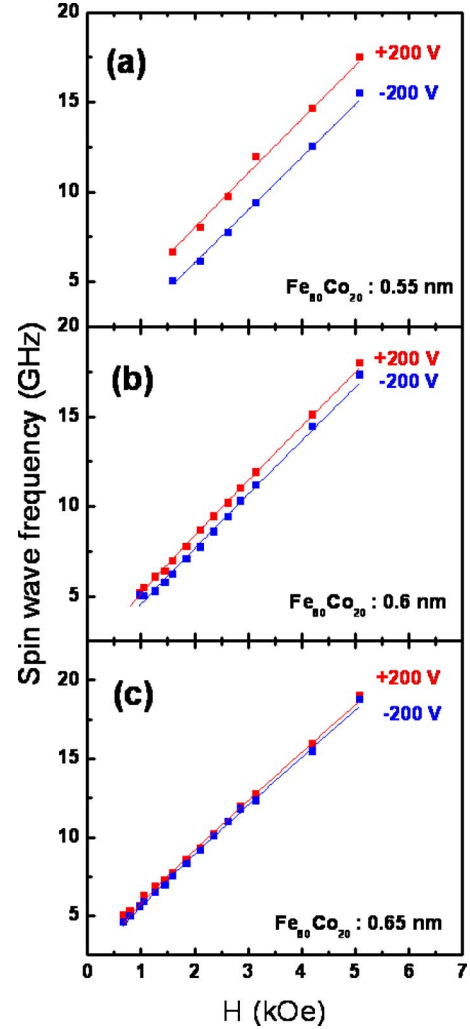 20
(a)
+200 V
-200 V
15
10
5
Fe₈₀Co₂₀ : 0.55 nm
20
(b)
+200 V
-200 V
15
10
5
Fe₈₀Co₂₀ : 0.6 nm
Spin wave frequency (GHz)
20
(c)
+200 V
-200 V
15
10
5
Fe₈₀Co₂₀ : 0.65 nm
0 1 2 3 4 5 6 7
H (kOe)